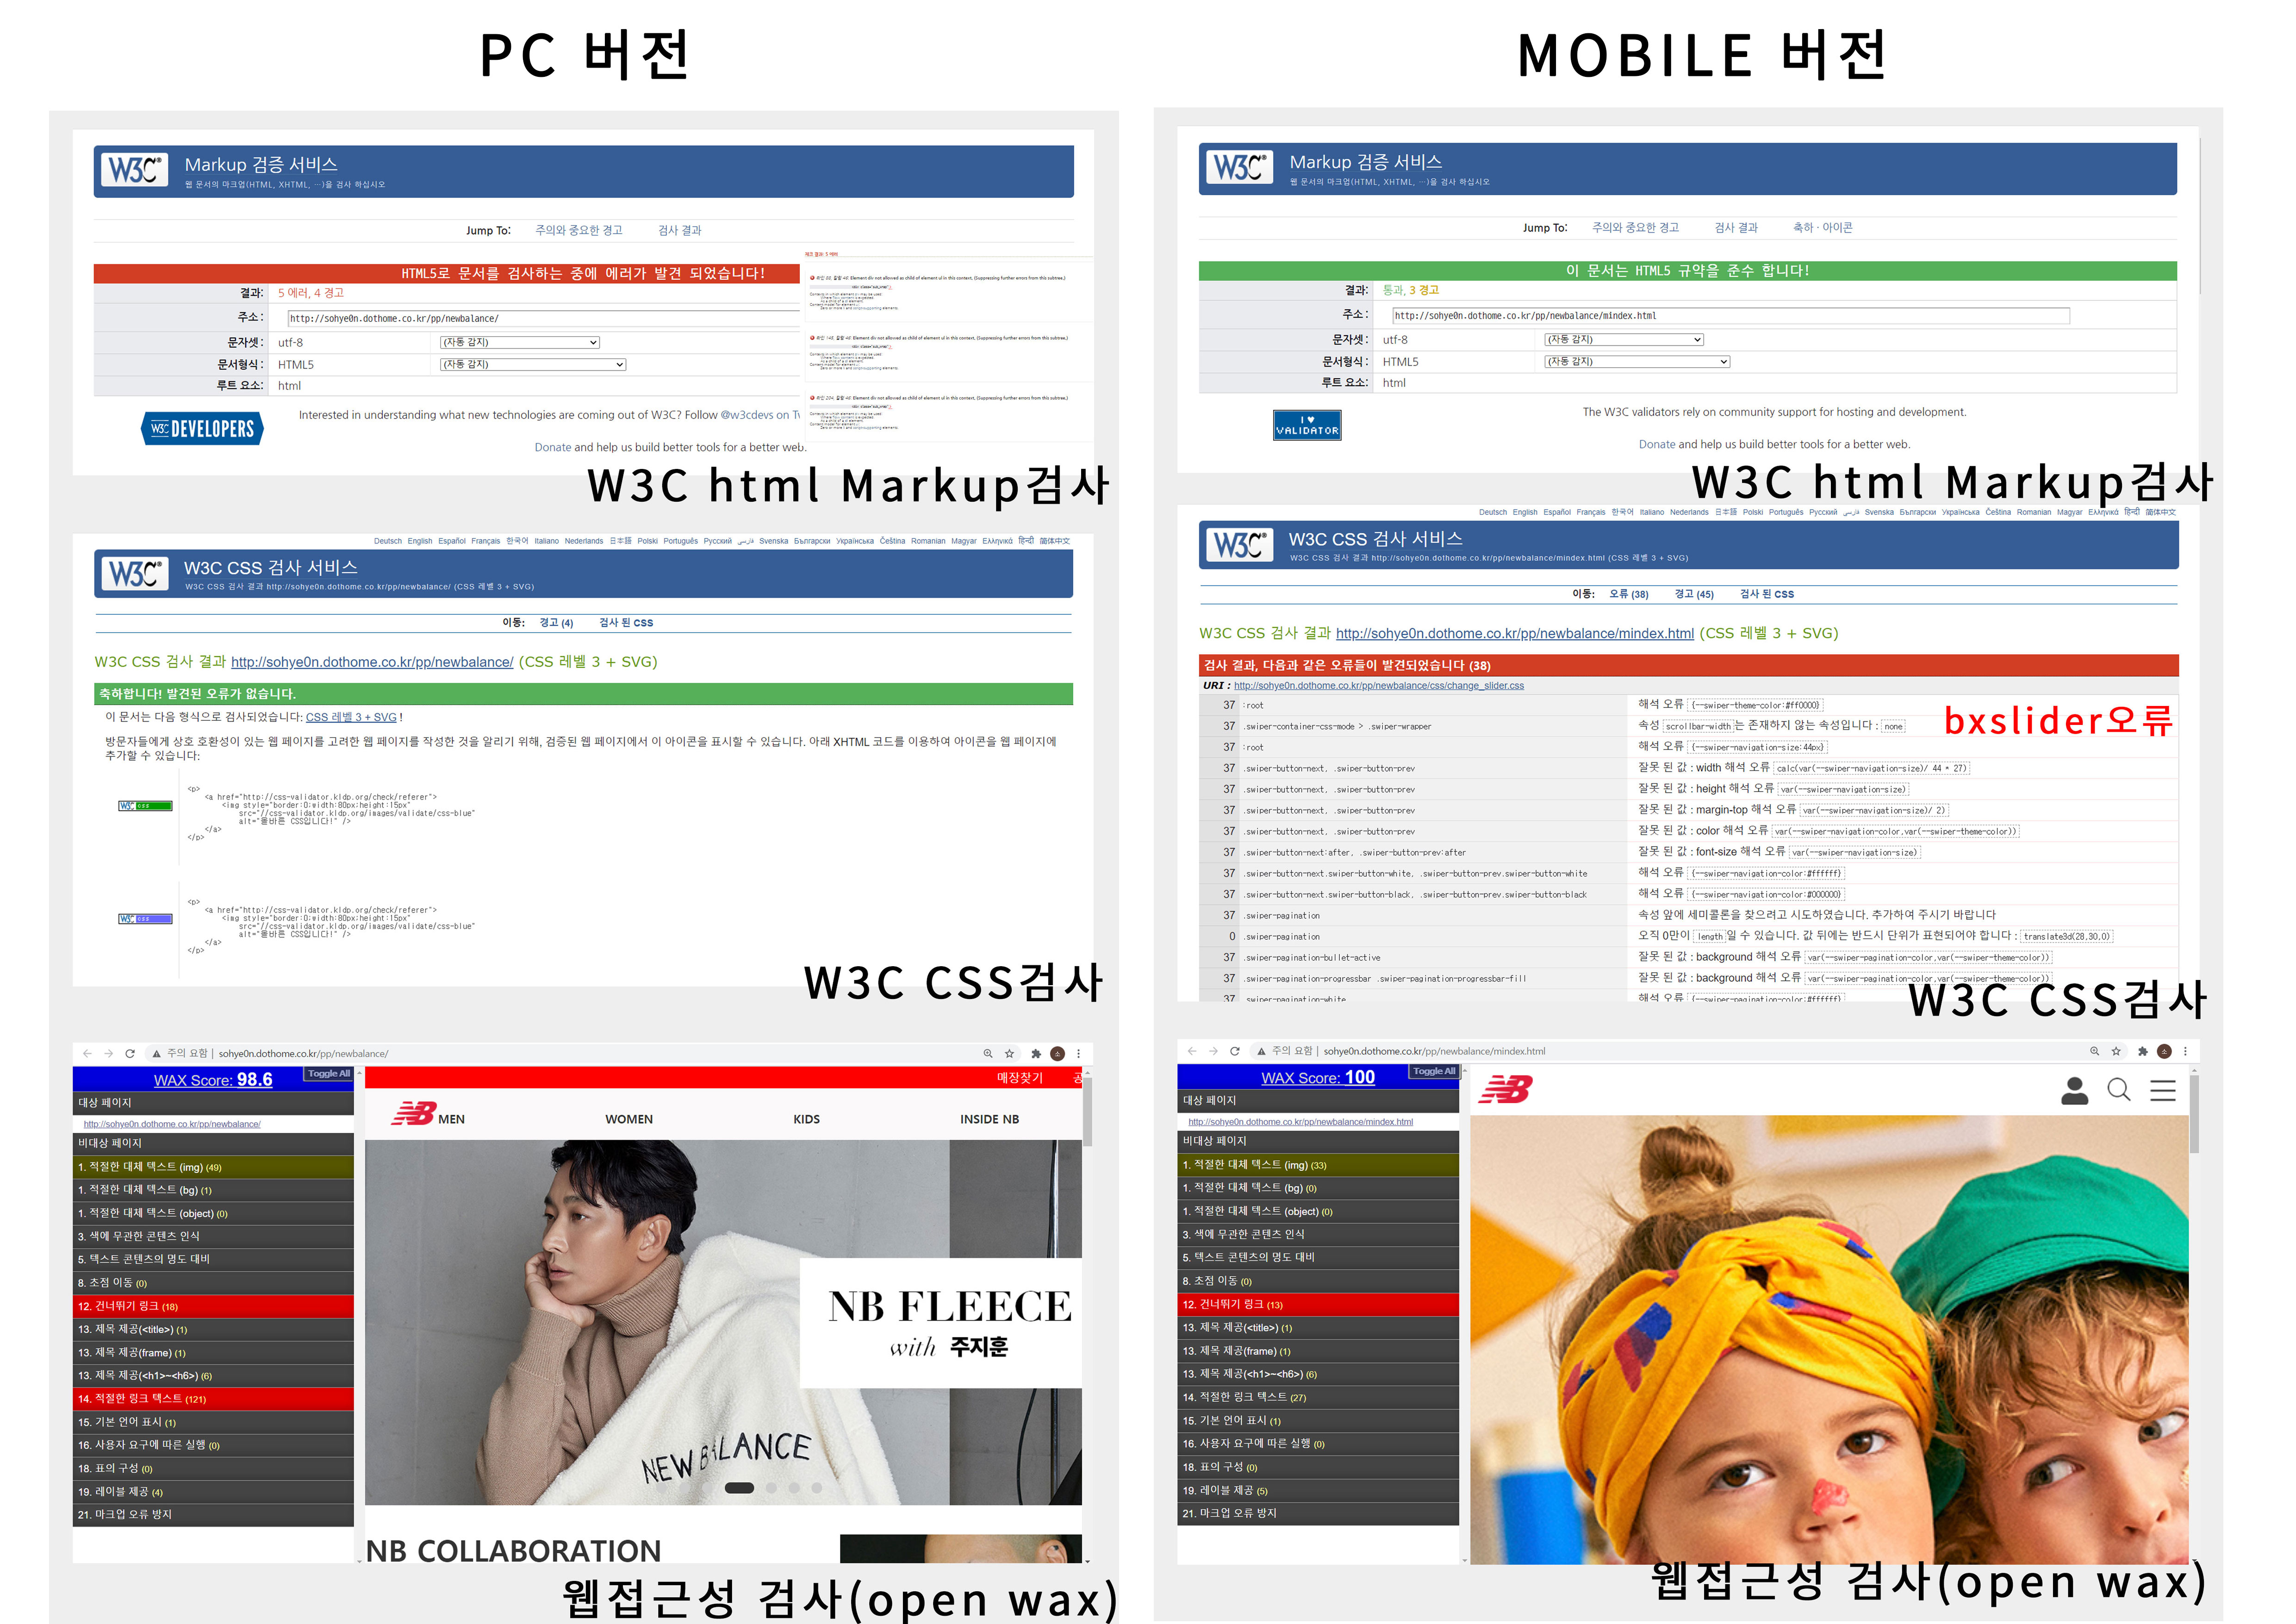 PC 버전
W3C®
Markup 검증 서비스
웹 문서의 마크업(HTML, XHTML, …)을 검사 하십시오
Jump To: 주의와 중요한 경고 검사 결과
HTML5로 문서를 검사하는 중에 에러가 발견 되었습니다!
결과: 5 에러, 4 경고
주소 : http://sohye0n.dothome.co.kr/pp/newbalance/
문자셋 : utf-8 (자동 감지)
문서형식 : HTML5 (자동 감지)
루트 요소: html
W3C DEVELOPERS
Interested in understanding what new technologies are coming out of W3C? Follow @w3cdevs on Tw
Donate and help us build better tools for a better web.
W3C html Markup검사
Deutsch English Español Français 한국어 Italiano Nederlands 日本語 Polski Português Русский فارسی Svenska Български Українська Čeština Romanian Magyar Ελληνικά हिन्दी 简体中文
W3C®
W3C CSS 검사 서비스
W3C CSS 검사 결과 http://sohye0n.dothome.co.kr/pp/newbalance/ (CSS 레벨 3 + SVG)
이동: 경고 (4) 검사 된 CSS
W3C CSS 검사 결과 http://sohye0n.dothome.co.kr/pp/newbalance/ (CSS 레벨 3 + SVG)
축하합니다! 발견된 오류가 없습니다.
이 문서는 다음 형식으로 검사되었습니다: CSS 레벨 3 + SVG !
방문자들에게 상호 호환성이 있는 웹 페이지를 고려한 웹 페이지를 작성한 것을 알리기 위해, 검증된 웹 페이지에서 이 아이콘을 표시할 수 있습니다. 아래 XHTML 코드를 이용하여 아이콘을 웹 페이지에
추가할 수 있습니다:
W3C css
<p>
<a href="http://css-validator.kldp.org/check/referer">
<img style="border:0;width:80px;height:15px"
src="//css-validator.kldp.org/images/validate/css-blue"
alt="올바른 CSS입니다!" />
</a>
</p>
W3C css
<p>
<a href="http://css-validator.kldp.org/check/referer">
<img style="border:0;width:80px;height:15px"
src="//css-validator.kldp.org/images/validate/css-blue"
alt="올바른 CSS입니다!" />
</a>
</p>
W3C CSS검사
주의 요함 | sohye0n.dothome.co.kr/pp/newbalance/
WAX Score: 98.6
Toggle All
대상 페이지
http://sohye0n.dothome.co.kr/pp/newbalance/
비대상 페이지
1. 적절한 대체 텍스트 (img) (49)
1. 적절한 대체 텍스트 (bg) (1)
1. 적절한 대체 텍스트 (object) (0)
3. 색에 무관한 콘텐츠 인식
5. 텍스트 콘텐츠의 명도 대비
8. 초점 이동 (0)
12. 건너뛰기 링크 (18)
13. 제목 제공(<title>) (1)
13. 제목 제공(frame) (1)
13. 제목 제공(<h1>~<h6>) (6)
14. 적절한 링크 텍스트 (121)
15. 기본 언어 표시 (1)
16. 사용자 요구에 따른 실행 (0)
18. 표의 구성 (0)
19. 레이블 제공 (4)
21. 마크업 오류 방지
매장찾기 공
NB MEN WOMEN KIDS INSIDE NB
NB FLEECE
with 주지훈
NEW BALANCE
NB COLLABORATION
웹접근성 검사(open wax)
MOBILE 버전
W3C®
Markup 검증 서비스
웹 문서의 마크업(HTML, XHTML, …)을 검사 하십시오
Jump To: 주의와 중요한 경고 검사 결과 축하 · 아이콘
이 문서는 HTML5 규약을 준수 합니다!
결과: 통과, 3 경고
주소 : http://sohye0n.dothome.co.kr/pp/newbalance/mindex.html
문자셋 : utf-8 (자동 감지)
문서형식 : HTML5 (자동 감지)
루트 요소: html
I ♥
VALIDATOR
The W3C validators rely on community support for hosting and development.
Donate and help us build better tools for a better web.
W3C html Markup검사
Deutsch English Español Français 한국어 Italiano Nederlands 日本語 Polski Português Русский فارسی Svenska Български Українська Čeština Romanian Magyar Ελληνικά हिन्दी 简体中文
W3C®
W3C CSS 검사 서비스
W3C CSS 검사 결과 http://sohye0n.dothome.co.kr/pp/newbalance/mindex.html (CSS 레벨 3 + SVG)
이동: 오류 (38) 경고 (45) 검사 된 CSS
W3C CSS 검사 결과 http://sohye0n.dothome.co.kr/pp/newbalance/mindex.html (CSS 레벨 3 + SVG)
검사 결과, 다음과 같은 오류들이 발견되었습니다 (38)
URI : http://sohye0n.dothome.co.kr/pp/newbalance/css/change_slider.css
37 :root 해석 오류 {--swiper-theme-color:#ff0000}
37 .swiper-container-css-mode > .swiper-wrapper 속성 scrollbar-width 는 존재하지 않는 속성입니다 : none
bxslider오류
37 :root 해석 오류 {--swiper-navigation-size:44px}
37 .swiper-button-next, .swiper-button-prev 잘못 된 값 : width 해석 오류 calc(var(--swiper-navigation-size)/ 44 * 27)
37 .swiper-button-next, .swiper-button-prev 잘못 된 값 : height 해석 오류 var(--swiper-navigation-size)
37 .swiper-button-next, .swiper-button-prev 잘못 된 값 : margin-top 해석 오류 var(--swiper-navigation-size)/ 2)
37 .swiper-button-next, .swiper-button-prev 잘못 된 값 : color 해석 오류 var(--swiper-navigation-color,var(--swiper-theme-color))
37 .swiper-button-next:after, .swiper-button-prev:after 잘못 된 값 : font-size 해석 오류 var(--swiper-navigation-size)
37 .swiper-button-next.swiper-button-white, .swiper-button-prev.swiper-button-white 해석 오류 {--swiper-navigation-color:#ffffff}
37 .swiper-button-next.swiper-button-black, .swiper-button-prev.swiper-button-black 해석 오류 {--swiper-navigation-color:#000000}
37 .swiper-pagination 속성 앞에 세미콜론을 찾으려고 시도하였습니다. 추가하여 주시기 바랍니다
0 .swiper-pagination 오직 0만이 length 일 수 있습니다. 값 뒤에는 반드시 단위가 표현되어야 합니다 : translate3d(28,30,0)
37 .swiper-pagination-bullet-active 잘못 된 값 : background 해석 오류 var(--swiper-pagination-color,var(--swiper-theme-color))
37 .swiper-pagination-progressbar .swiper-pagination-progressbar-fill 잘못 된 값 : background 해석 오류 var(--swiper-pagination-color,var(--swiper-theme-color))
37 .swiper-pagination-white 해석 오류 {--swiper-pagination-color:#ffffff}
W3C CSS검사
주의 요함 | sohye0n.dothome.co.kr/pp/newbalance/mindex.html
WAX Score: 100
Toggle All
대상 페이지
http://sohye0n.dothome.co.kr/pp/newbalance/mindex.html
비대상 페이지
1. 적절한 대체 텍스트 (img) (33)
1. 적절한 대체 텍스트 (bg) (0)
1. 적절한 대체 텍스트 (object) (0)
3. 색에 무관한 콘텐츠 인식
5. 텍스트 콘텐츠의 명도 대비
8. 초점 이동 (0)
12. 건너뛰기 링크 (13)
13. 제목 제공(<title>) (1)
13. 제목 제공(frame) (1)
13. 제목 제공(<h1>~<h6>) (6)
14. 적절한 링크 텍스트 (27)
15. 기본 언어 표시 (1)
16. 사용자 요구에 따른 실행 (0)
18. 표의 구성 (0)
19. 레이블 제공 (5)
21. 마크업 오류 방지
NB
웹접근성 검사(open wax)